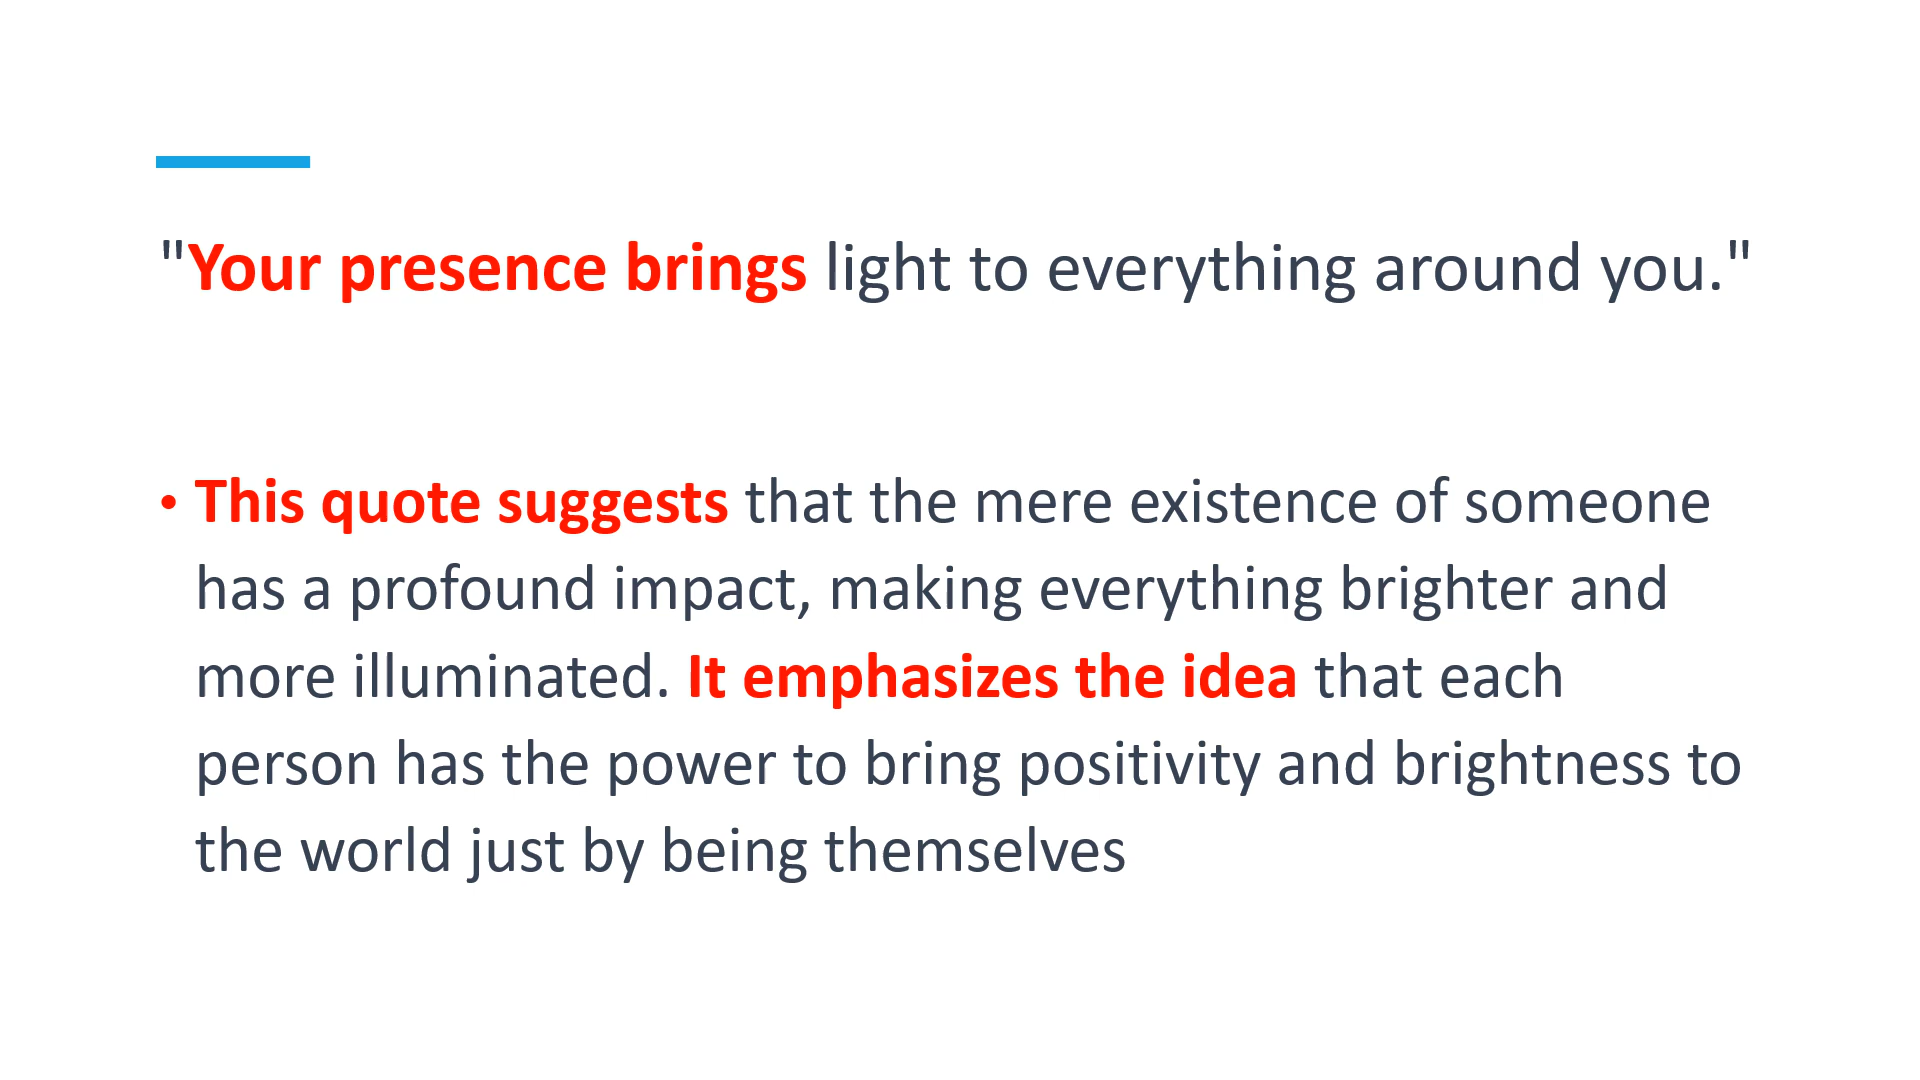 "Your presence brings light to everything around you."
• This quote suggests that the mere existence of someone
has a profound impact, making everything brighter and
more illuminated. It emphasizes the idea that each
person has the power to bring positivity and brightness to
the world just by being themselves